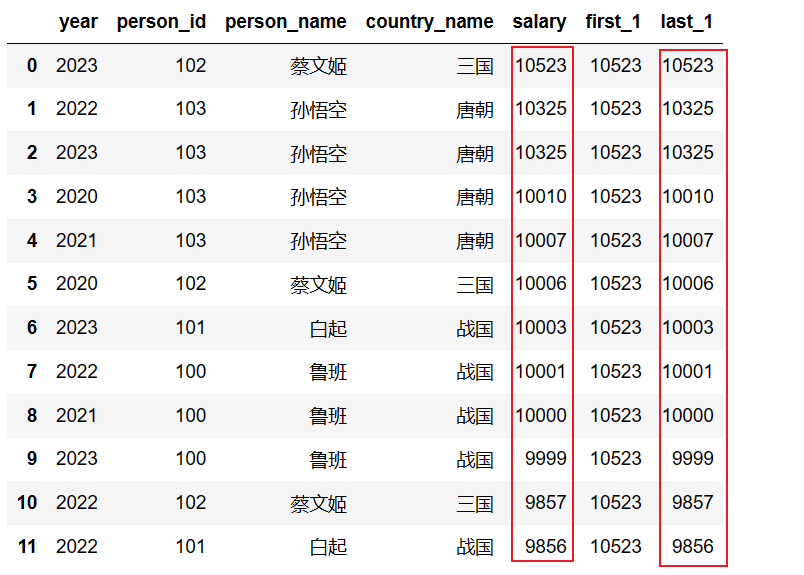 year person_id person_name country_name salary first_1 last_1
0 2023 102 蔡文姬 三国 10523 10523 10523
1 2022 103 孙悟空 唐朝 10325 10523 10325
2 2023 103 孙悟空 唐朝 10325 10523 10325
3 2020 103 孙悟空 唐朝 10010 10523 10010
4 2021 103 孙悟空 唐朝 10007 10523 10007
5 2020 102 蔡文姬 三国 10006 10523 10006
6 2023 101 白起 战国 10003 10523 10003
7 2022 100 鲁班 战国 10001 10523 10001
8 2021 100 鲁班 战国 10000 10523 10000
9 2023 100 鲁班 战国 9999 10523 9999
10 2022 102 蔡文姬 三国 9857 10523 9857
11 2022 101 白起 战国 9856 10523 9856